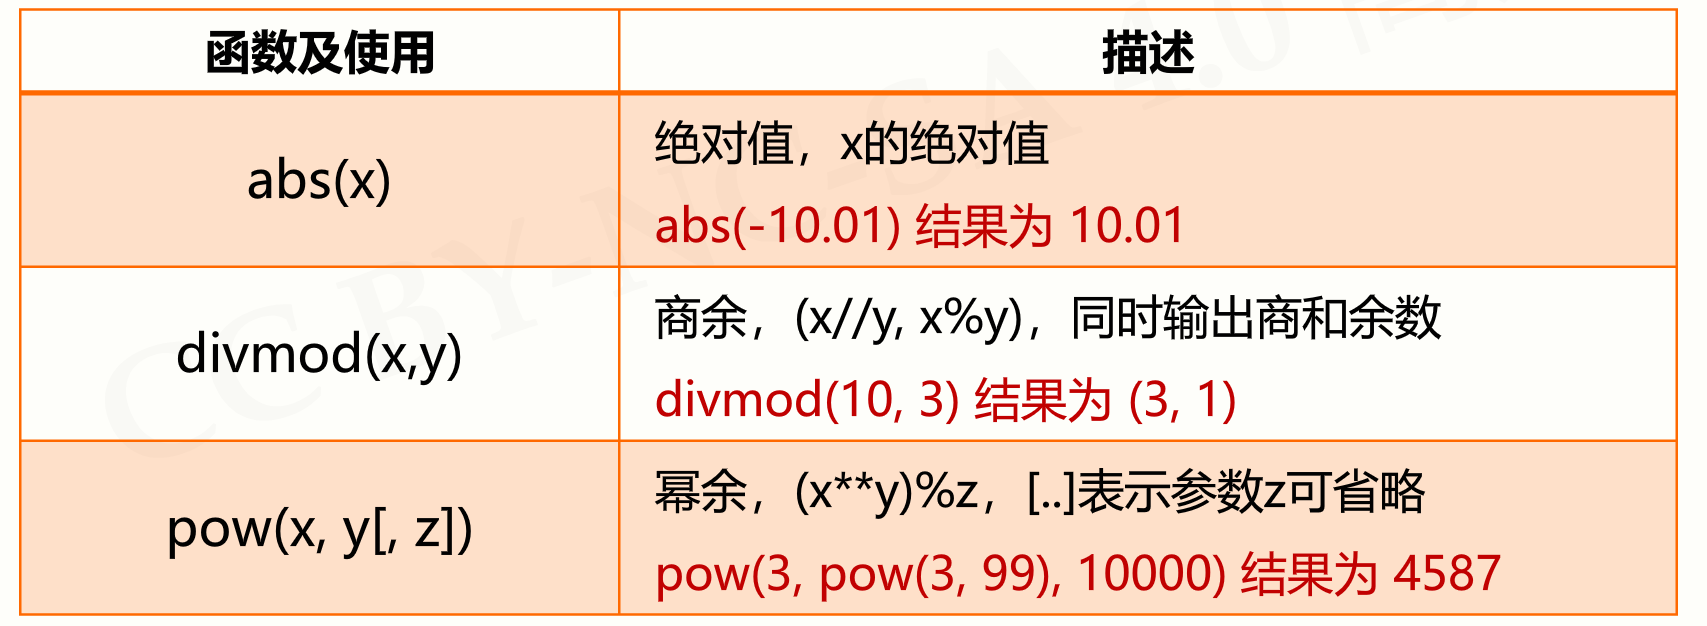 函数及使用
描述
abs(x)
绝对值，x的绝对值
abs(-10.01) 结果为 10.01
divmod(x,y)
商余，(x//y, x%y)，同时输出商和余数
divmod(10, 3) 结果为 (3, 1)
pow(x, y[, z])
幂余，(x**y)%z，[..]表示参数z可省略
pow(3, pow(3, 99), 10000) 结果为 4587
CC BY-NC-SA 4.0